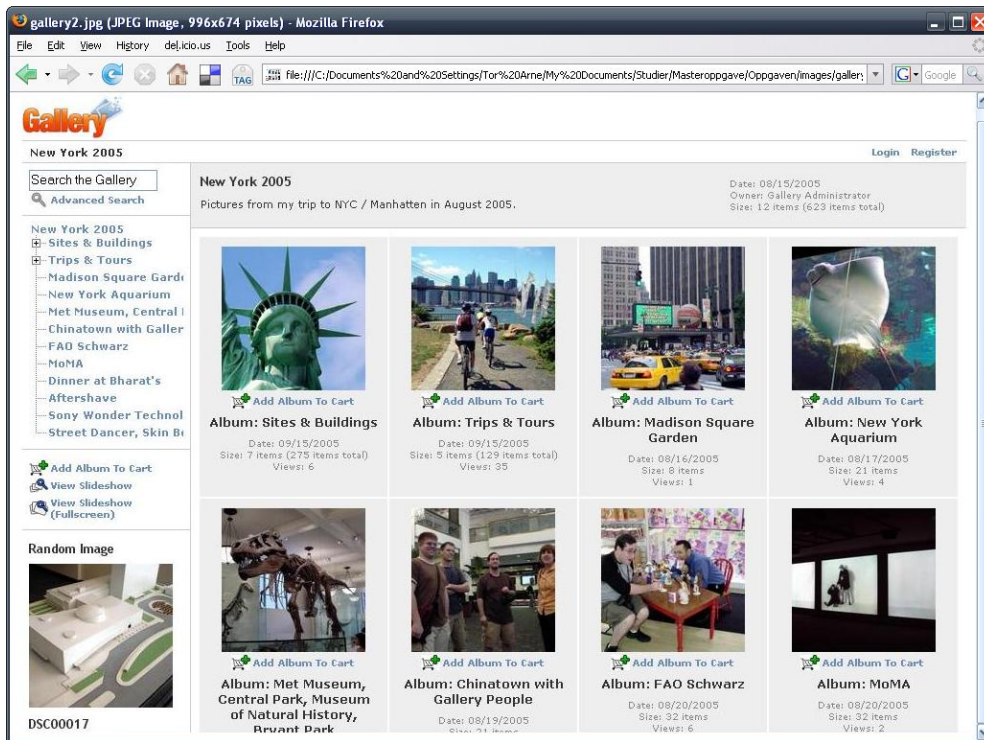 gallery2.jpg (JPEG Image, 996x674 pixels) - Mozilla Firefox
File Edit View History del.icio.us Tools Help
TAG
file:///C:/Documents%20and%20Settings/Tor%20Arne/My%20Documents/Studier/Masteroppgave/Oppgaven/images/gallery
G Google
Gallery
New York 2005
Login Register
Search the Gallery
Advanced Search
New York 2005
Sites & Buildings
Trips & Tours
Madison Square Garde
New York Aquarium
Met Museum, Central
Chinatown with Galler
FAO Schwarz
MoMA
Dinner at Bharat's
Aftershave
Sony Wonder Technol
Street Dancer, Skin Be
Add Album To Cart
View Slideshow
View Slideshow
(Fullscreen)
Random Image
DSC00017
New York 2005
Pictures from my trip to NYC / Manhatten in August 2005.
Date: 08/15/2005
Owner: Gallery Administrator
Size: 12 items (623 items total)
Add Album To Cart
Album: Sites & Buildings
Date: 09/15/2005
Size: 7 items (275 items total)
Views: 6
Add Album To Cart
Album: Trips & Tours
Date: 09/15/2005
Size: 5 items (129 items total)
Views: 35
Add Album To Cart
Album: Madison Square
Garden
Date: 08/16/2005
Size: 8 items
Views: 1
Add Album To Cart
Album: New York
Aquarium
Date: 08/17/2005
Size: 21 items
Views: 4
Add Album To Cart
Album: Met Museum,
Central Park, Museum
of Natural History,
Bryant Park
Add Album To Cart
Album: Chinatown with
Gallery People
Date: 08/19/2005
Size: 21 items
Add Album To Cart
Album: FAO Schwarz
Date: 08/20/2005
Size: 32 items
Views: 6
Add Album To Cart
Album: MoMA
Date: 08/20/2005
Size: 32 items
Views: 2